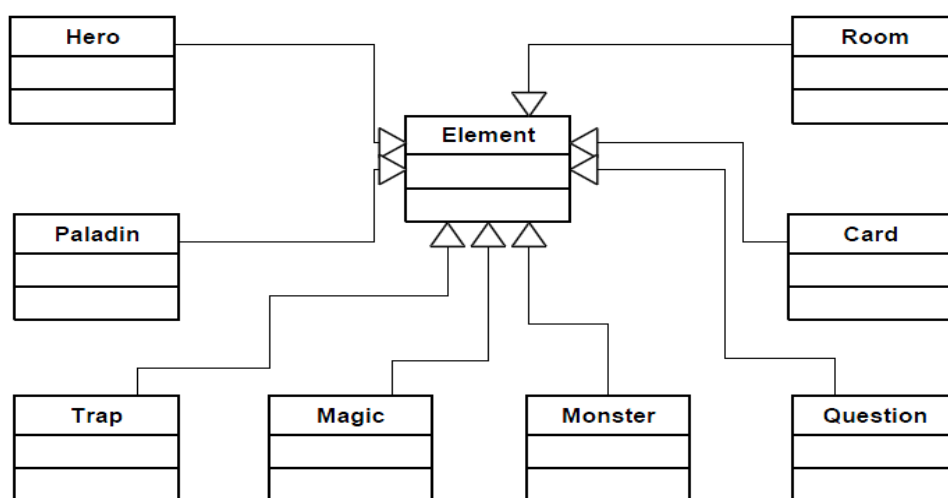 Hero
Room
Element
Paladin
Card
Trap
Magic
Monster
Question